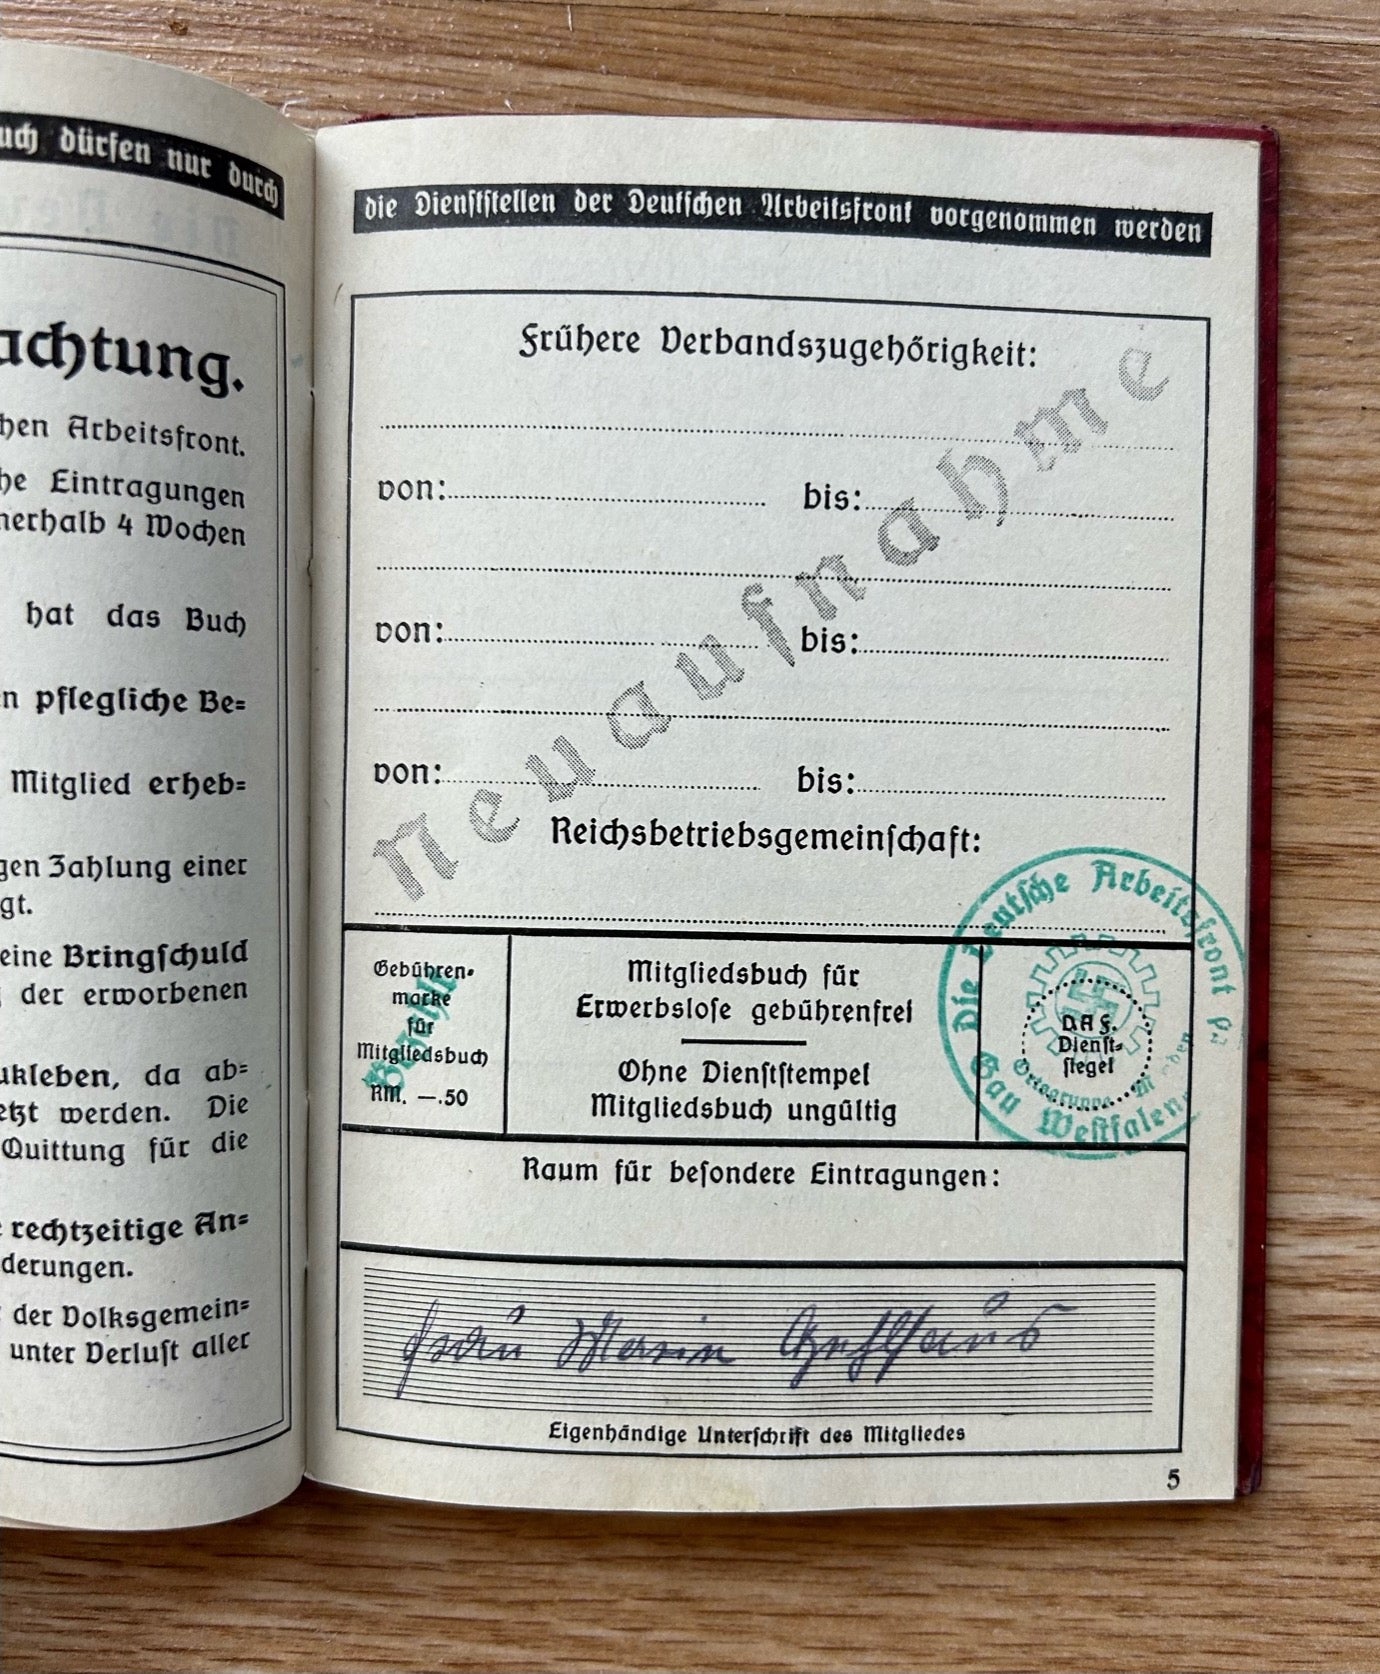 uch dürfen nur durch
achtung.
hen Arbeitsfront.
he Eintragungen
nerhalb 4 Wochen
hat das Buch
n pflegliche Be=
Mitglied erheb=
gen Zahlung einer
gt.
eine Bringschuld
der erworbenen
ukleben, da ab=
etzt werden. Die
Quittung für die
rechtzeitige An=
derungen.
der Volksgemein=
unter Verlust aller
die Dienststellen der Deutschen Arbeitsfront vorgenommen werden
Frühere Verbandszugehörigkeit:
von: bis:
von: bis:
von: bis:
Neuaufnahme
Reichsbetriebsgemeinschaft:
Gebühren-
marke
für
Mitgliedsbuch
RM. —.50
Bezahlt
Mitgliedsbuch für
Erwerbslose gebührenfrei
Ohne Dienststempel
Mitgliedsbuch ungültig
D.A.F.
Dienst=
siegel
Die Deutsche Arbeitsfront
Gau Westfalen
Ortsgruppe
Raum für besondere Eintragungen:
Frau Maria
Eigenhändige Unterschrift des Mitgliedes
5